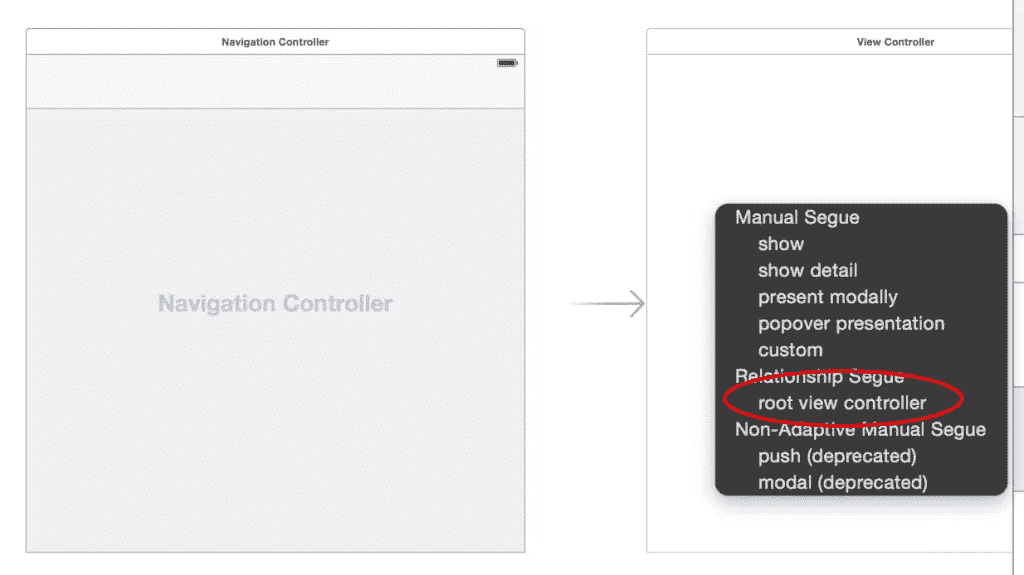 Navigation Controller
View Controller
Navigation Controller
Manual Segue
show
show detail
present modally
popover presentation
custom
Relationship Segue
root view controller
Non-Adaptive Manual Segue
push (deprecated)
modal (deprecated)